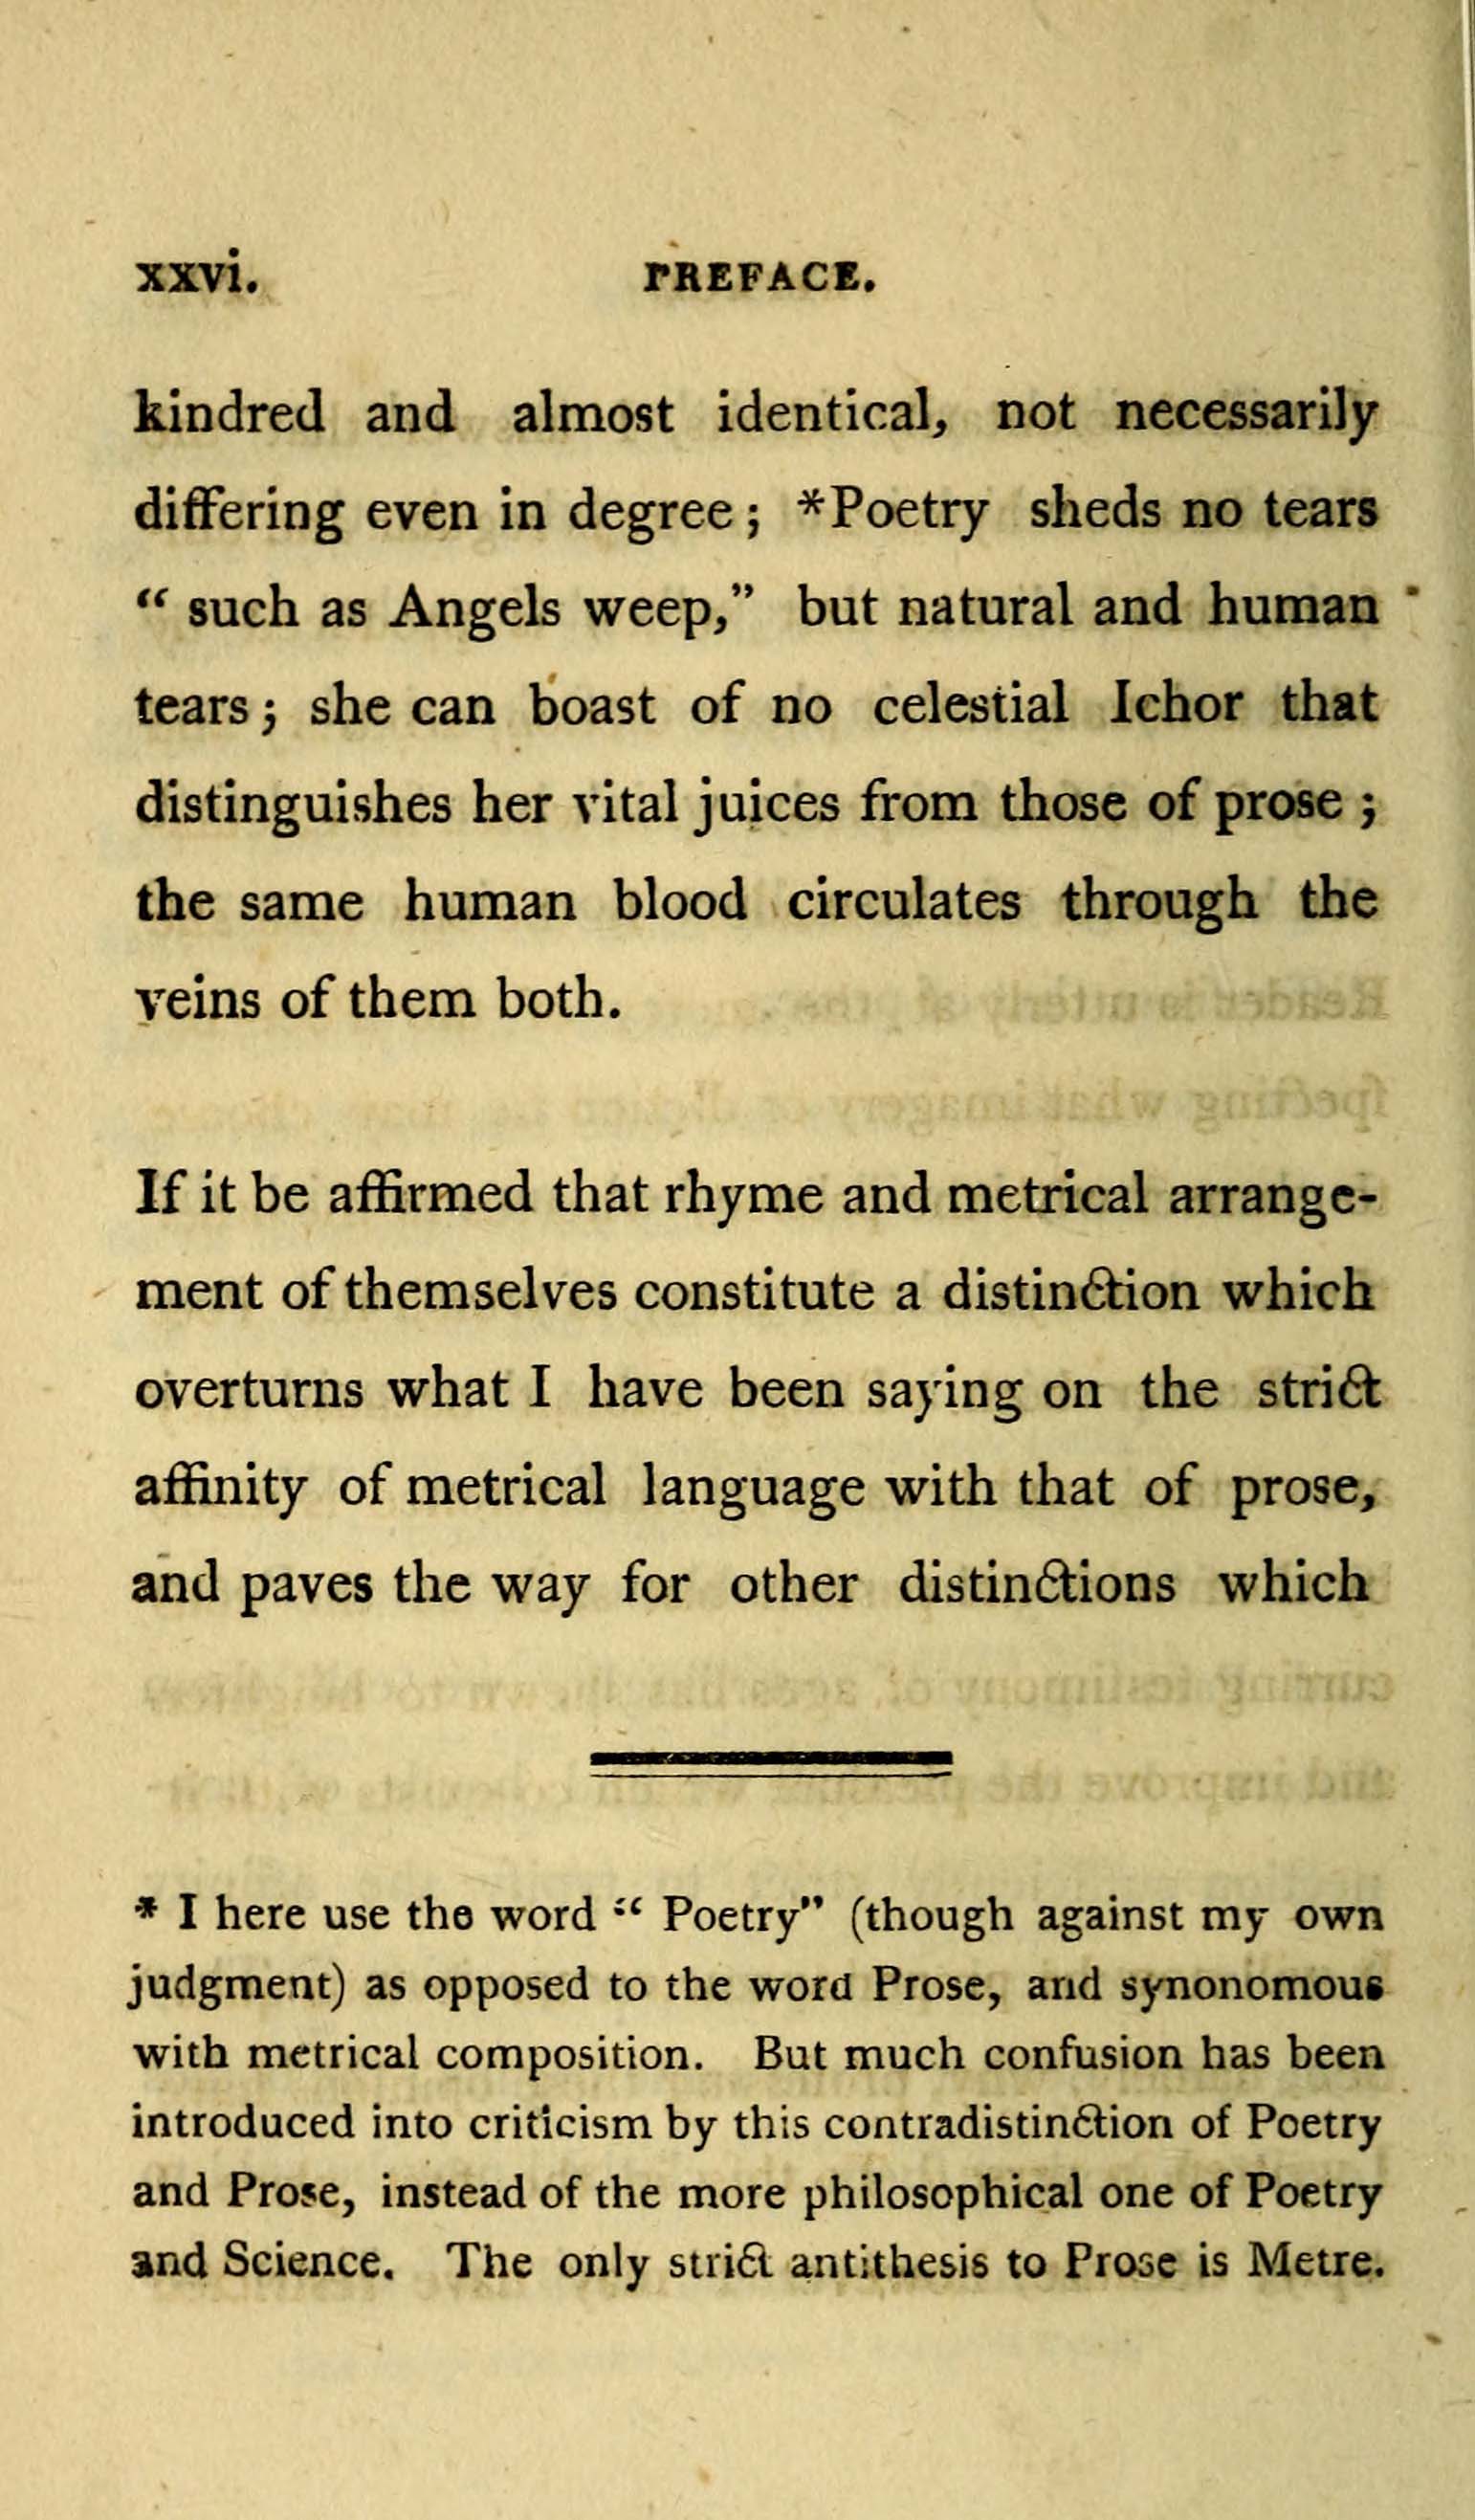 xxvi. PREFACE.
kindred and almost identical, not necessarily
differing even in degree; *Poetry sheds no tears
“ such as Angels weep,” but natural and human
tears; she can boast of no celestial Ichor that
distinguishes her vital juices from those of prose;
the same human blood circulates through the
veins of them both.
If it be affirmed that rhyme and metrical arrange-
ment of themselves constitute a distinction which
overturns what I have been saying on the strict
affinity of metrical language with that of prose,
and paves the way for other distinctions which
* I here use the word “ Poetry” (though against my own
judgment) as opposed to the word Prose, and synonomous
with metrical composition. But much confusion has been
introduced into criticism by this contradistinction of Poetry
and Prose, instead of the more philosophical one of Poetry
and Science. The only strict antithesis to Prose is Metre.